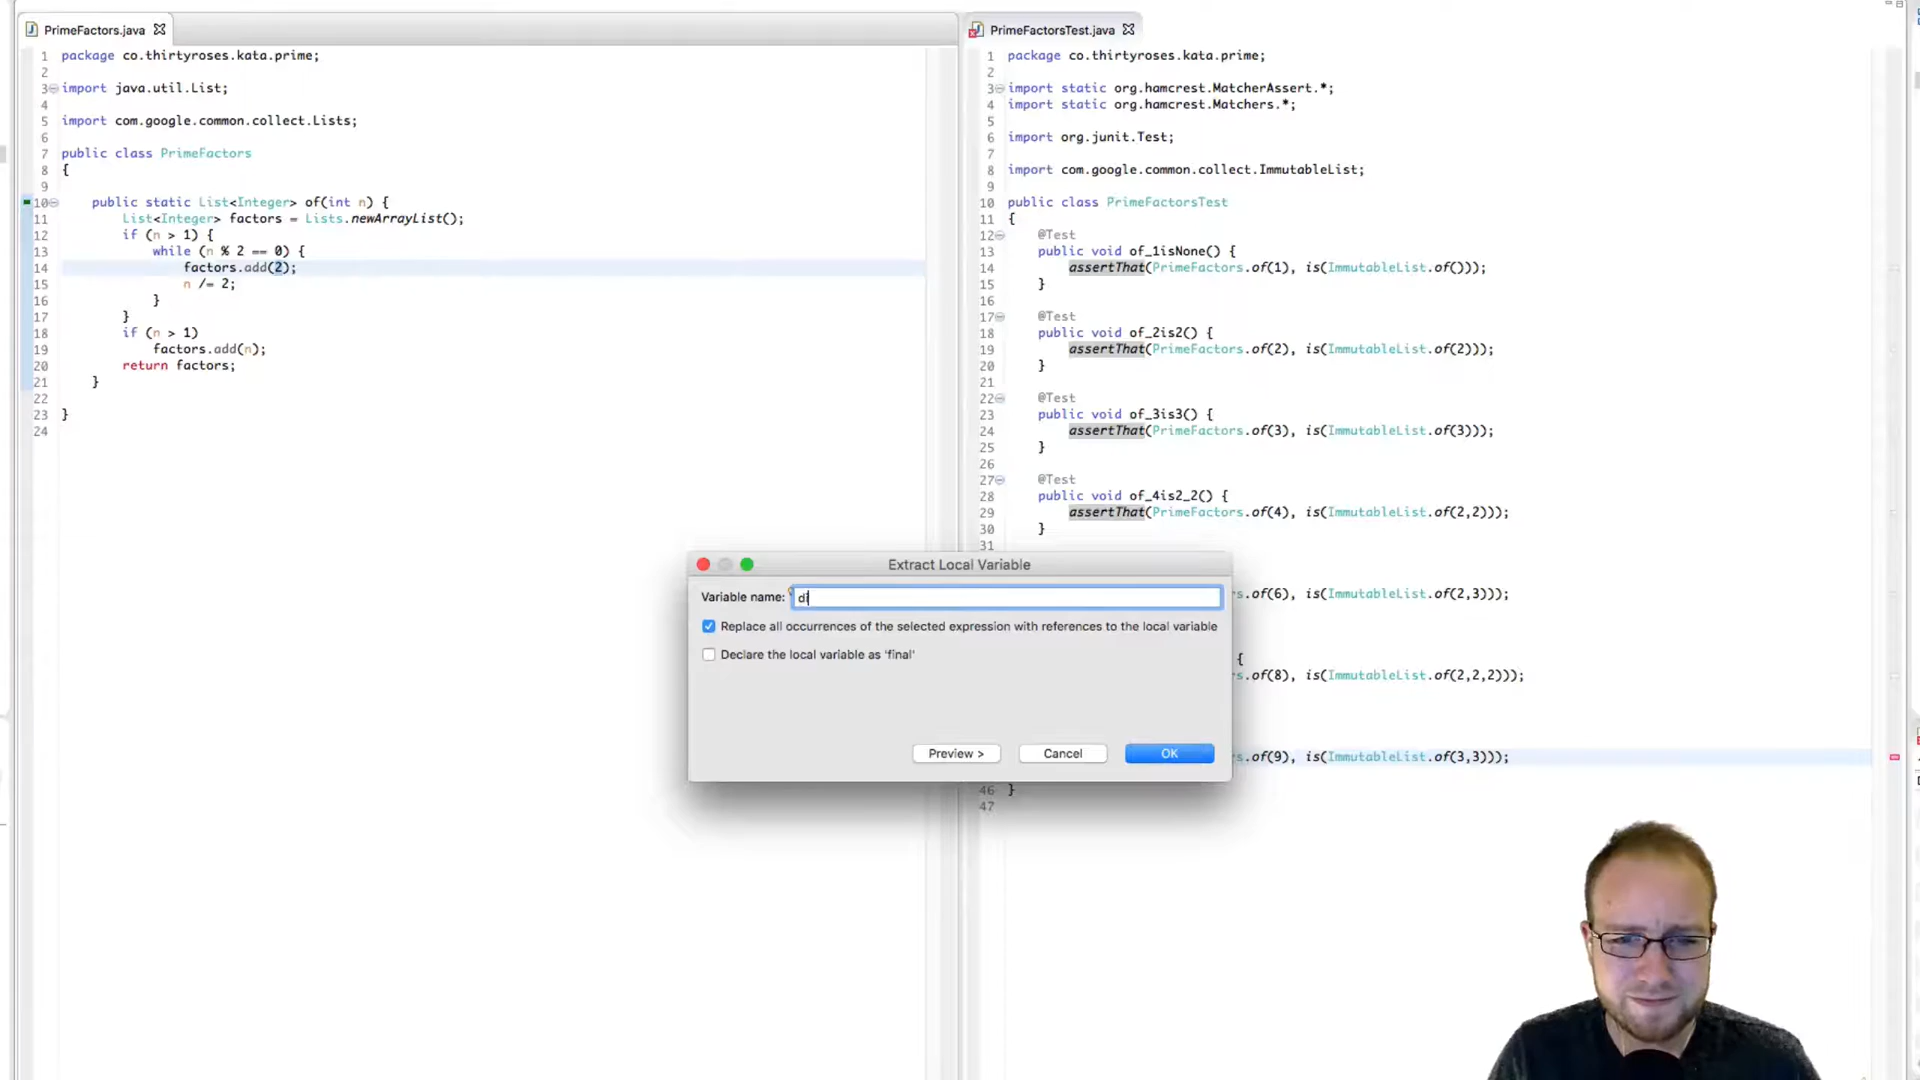 PrimeFactors.java
1 package co.thirtyroses.kata.prime;
2
3 import java.util.List;
4
5 import com.google.common.collect.Lists;
6
7 public class PrimeFactors
8 {
9
10 public static List<Integer> of(int n) {
11 List<Integer> factors = Lists.newArrayList();
12 if (n > 1) {
13 while (n % 2 == 0) {
14 factors.add(2);
15 n /= 2;
16 }
17 }
18 if (n > 1)
19 factors.add(n);
20 return factors;
21 }
22
23 }
24
PrimeFactorsTest.java
1 package co.thirtyroses.kata.prime;
2
3 import static org.hamcrest.MatcherAssert.*;
4 import static org.hamcrest.Matchers.*;
5
6 import org.junit.Test;
7
8 import com.google.common.collect.ImmutableList;
9
10 public class PrimeFactorsTest
11 {
12 @Test
13 public void of_1isNone() {
14 assertThat(PrimeFactors.of(1), is(ImmutableList.of()));
15 }
16
17 @Test
18 public void of_2is2() {
19 assertThat(PrimeFactors.of(2), is(ImmutableList.of(2)));
20 }
21
22 @Test
23 public void of_3is3() {
24 assertThat(PrimeFactors.of(3), is(ImmutableList.of(3)));
25 }
26
27 @Test
28 public void of_4is2_2() {
29 assertThat(PrimeFactors.of(4), is(ImmutableList.of(2,2)));
30 }
31
s.of(6), is(ImmutableList.of(2,3)));
{
s.of(8), is(ImmutableList.of(2,2,2)));
s.of(9), is(ImmutableList.of(3,3)));
46 }
47
Extract Local Variable
Variable name: di
Replace all occurrences of the selected expression with references to the local variable
Declare the local variable as 'final'
Preview > Cancel OK